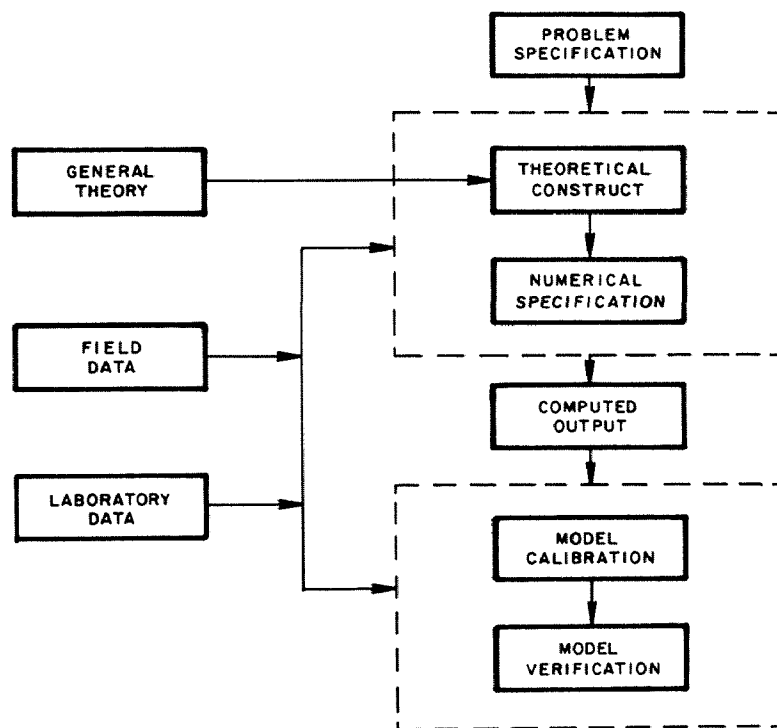 PROBLEM
SPECIFICATION
GENERAL
THEORY
THEORETICAL
CONSTRUCT
NUMERICAL
SPECIFICATION
FIELD
DATA
COMPUTED
OUTPUT
LABORATORY
DATA
MODEL
CALIBRATION
MODEL
VERIFICATION